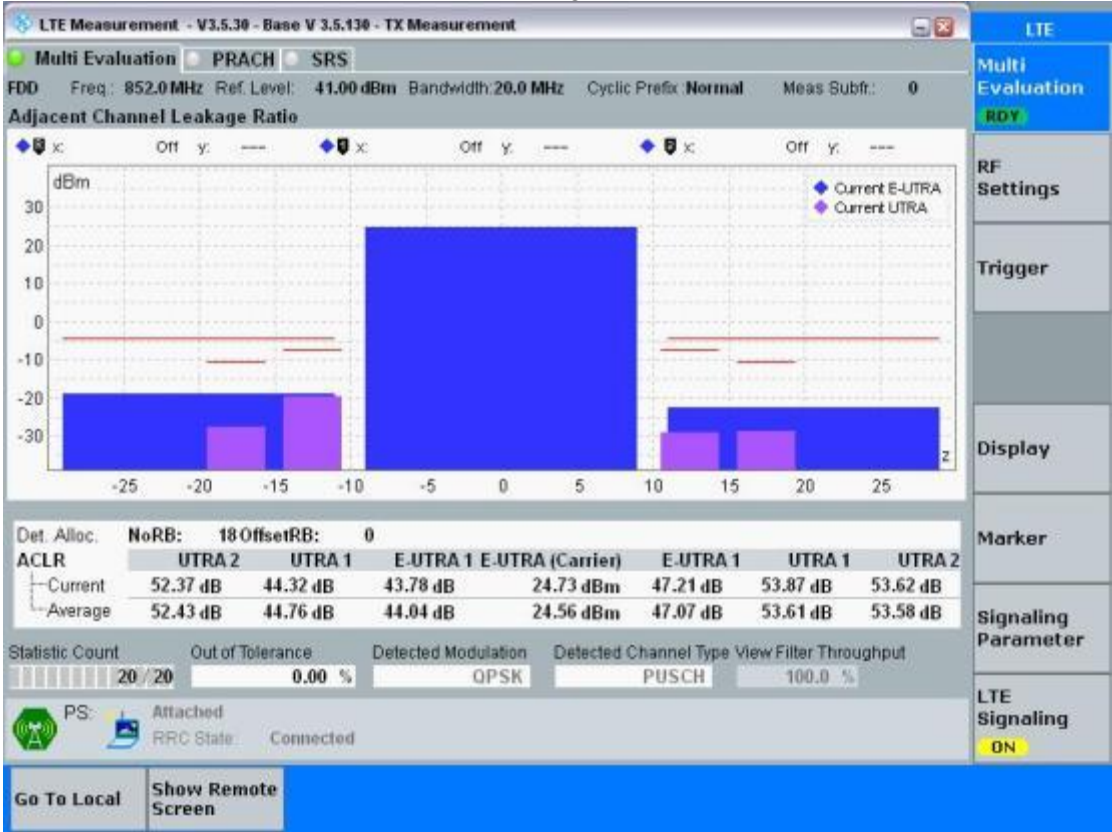 LTE Measurement - V3.5.30 - Base V 3.5.130 - TX Measurement
LTE
Multi Evaluation PRACH SRS
Multi
Evaluation
RDY
FDD Freq.: 852.0 MHz Ref. Level: 41.00 dBm Bandwidth: 20.0 MHz Cyclic Prefix: Normal Meas Subfr.: 0
Adjacent Channel Leakage Ratio
x: Off y: --- x: Off y: --- x: Off y: ---
dBm
Current E-UTRA
Current UTRA
30
20
10
0
-10
-20
-30
z
-25 -20 -15 -10 -5 0 5 10 15 20 25
RF
Settings
Trigger
Display
Marker
Signaling
Parameter
LTE
Signaling
ON
Det. Alloc. NoRB: 18 OffsetRB: 0
ACLR UTRA 2 UTRA 1 E-UTRA 1 E-UTRA (Carrier) E-UTRA 1 UTRA 1 UTRA 2
Current 52.37 dB 44.32 dB 43.78 dB 24.73 dBm 47.21 dB 53.87 dB 53.62 dB
Average 52.43 dB 44.76 dB 44.04 dB 24.56 dBm 47.07 dB 53.61 dB 53.58 dB
Statistic Count Out of Tolerance Detected Modulation Detected Channel Type View Filter Throughput
20 / 20 0.00 % QPSK PUSCH 100.0 %
PS: Attached
RRC State: Connected
Go To Local
Show Remote
Screen